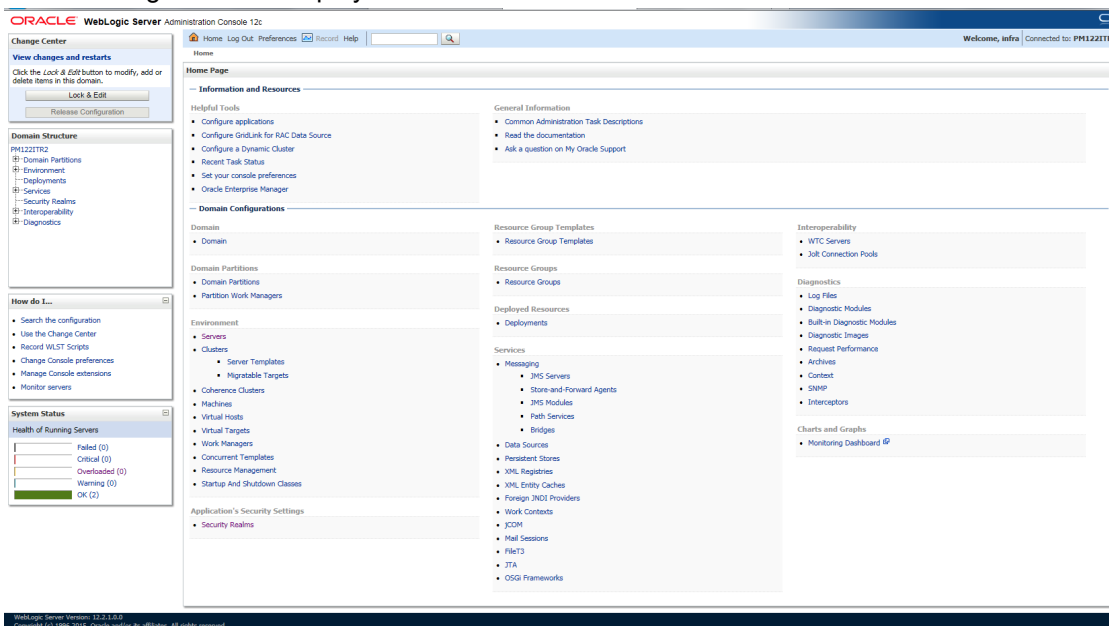 ORACLE WebLogic Server Administration Console 12c
Change Center
View changes and restarts
Click the Lock & Edit button to modify, add or
delete items in this domain.
Lock & Edit
Release Configuration
Domain Structure
PM122ITR2
Domain Partitions
Environment
Deployments
Services
Security Realms
Interoperability
Diagnostics
How do I...
Search the configuration
Use the Change Center
Record WLST Scripts
Change Console preferences
Manage Console extensions
Monitor servers
System Status
Health of Running Servers
Failed (0)
Critical (0)
Overloaded (0)
Warning (0)
OK (2)
Home Log Out Preferences Record Help
Welcome, infra Connected to:
Home
Home Page
Information and Resources
Helpful Tools
Configure applications
Configure GridLink for RAC Data Source
Configure a Dynamic Cluster
Recent Task Status
Set your console preferences
Oracle Enterprise Manager
General Information
Common Administration Task Descriptions
Read the documentation
Ask a question on My Oracle Support
Domain Configurations
Domain
Domain
Domain Partitions
Domain Partitions
Partition Work Managers
Environment
Servers
Clusters
Server Templates
Migratable Targets
Coherence Clusters
Machines
Virtual Hosts
Virtual Targets
Work Managers
Concurrent Templates
Resource Management
Startup And Shutdown Classes
Application's Security Settings
Security Realms
Resource Group Templates
Resource Group Templates
Resource Groups
Resource Groups
Deployed Resources
Deployments
Services
Messaging
JMS Servers
Store-and-Forward Agents
JMS Modules
Path Services
Bridges
Data Sources
Persistent Stores
XML Registries
XML Entity Caches
Foreign JNDI Providers
Work Contexts
jCOM
Mail Sessions
FileT3
JTA
OSGi Frameworks
Interoperability
WTC Servers
Jolt Connection Pools
Diagnostics
Log Files
Diagnostic Modules
Built-in Diagnostic Modules
Diagnostic Images
Request Performance
Archives
Context
SNMP
Interceptors
Charts and Graphs
Monitoring Dashboard
WebLogic Server Version: 12.2.1.0.0